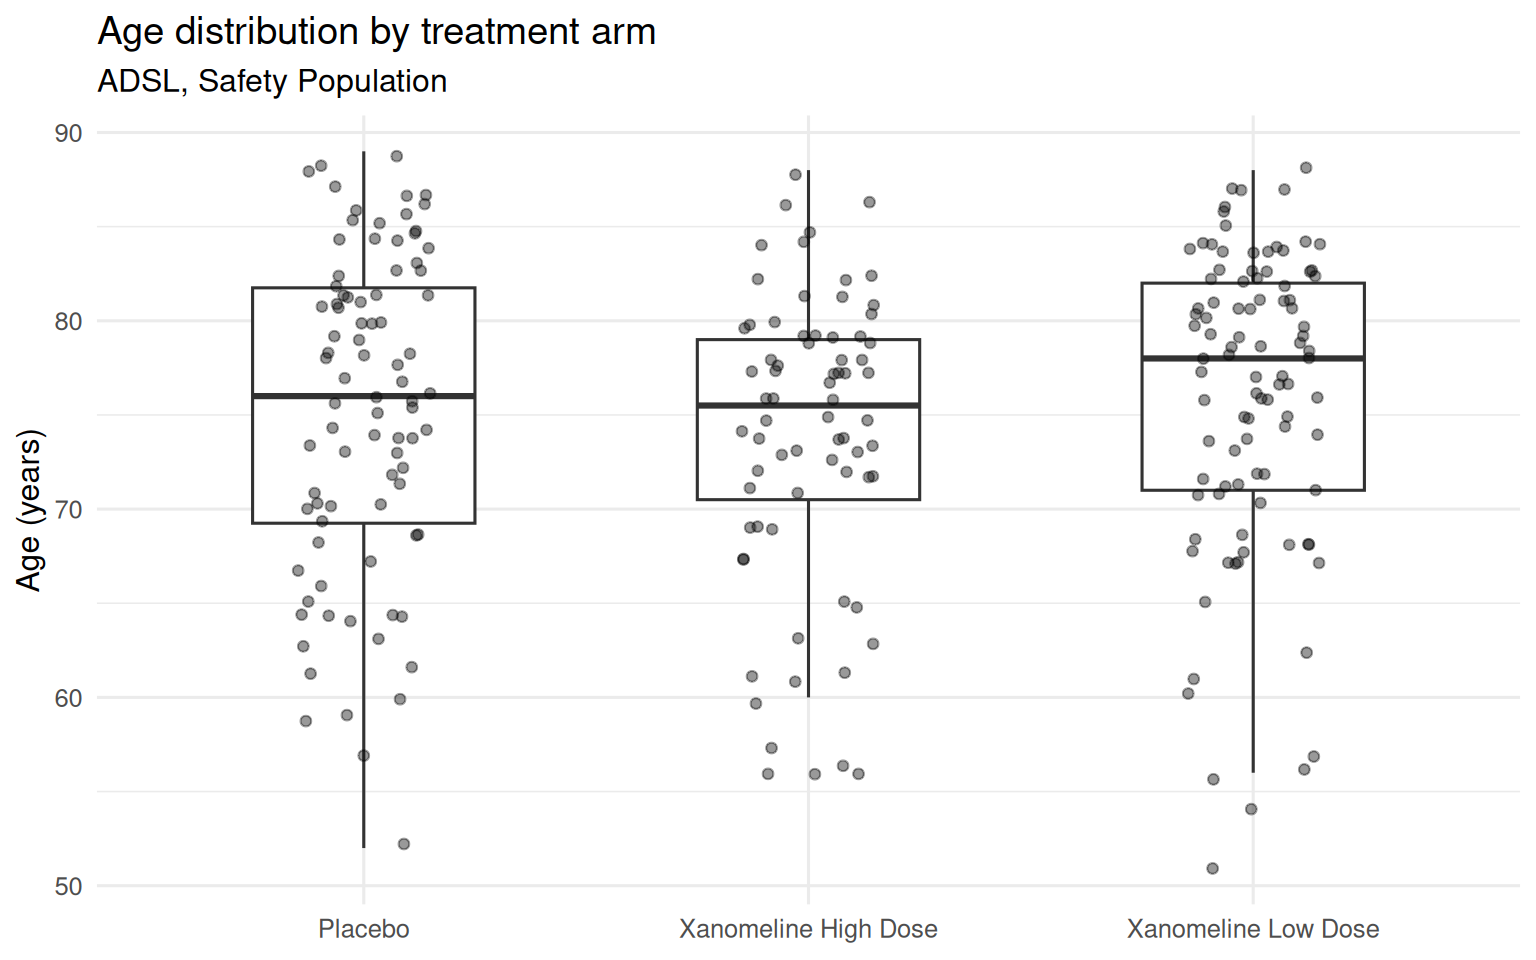 Age distribution by treatment arm
ADSL, Safety Population
Age (years)
90
80
70
60
50
Placebo
Xanomeline High Dose
Xanomeline Low Dose